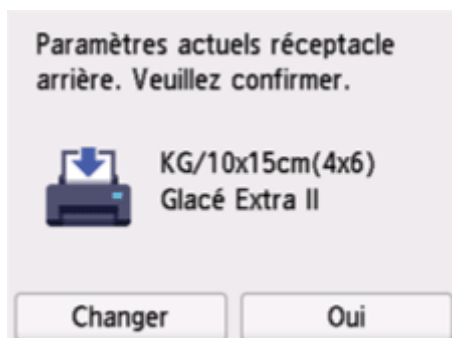 Paramètres actuels réceptacle
arrière. Veuillez confirmer.
KG/10x15cm(4x6)
Glacé Extra II
Changer
Oui